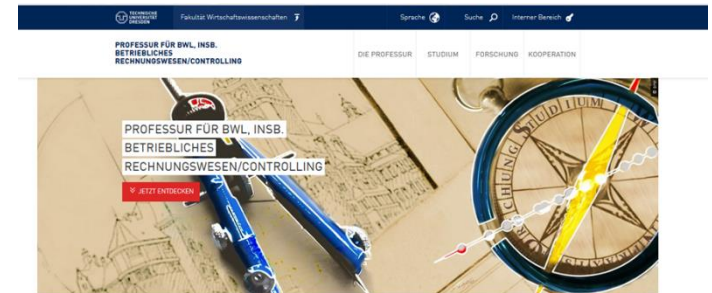 TECHNISCHE
UNIVERSITÄT
DRESDEN
Fakultät Wirtschaftswissenschaften
Sprache
Suche
Interner Bereich
PROFESSUR FÜR BWL, INSB.
BETRIEBLICHES
RECHNUNGSWESEN/CONTROLLING
DIE PROFESSUR
STUDIUM
FORSCHUNG
KOOPERATION
PROFESSUR FÜR BWL, INSB.
BETRIEBLICHES
RECHNUNGSWESEN/CONTROLLING
JETZT ENTDECKEN
STUDIUM